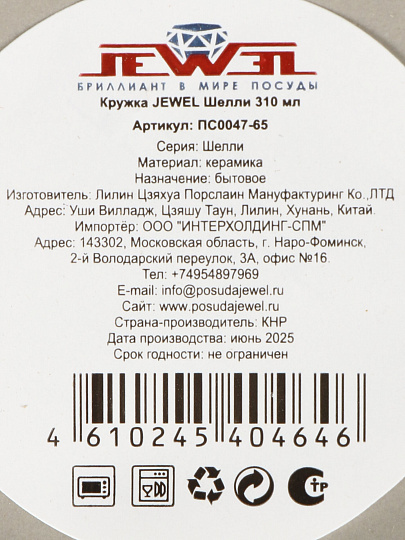 JEWEL
БРИЛЛИАНТ В МИРЕ ПОСУДЫ
Кружка JEWEL Шелли 310 мл
Артикул: ПС0047-65
Серия: Шелли
Материал: керамика
Назначение: бытовое
Изготовитель: Лилин Цзяхуа Порслаин Мануфактуринг Ко.,ЛТД
Адрес: Уши Вилладж, Цзяшу Таун, Лилин, Хунань, Китай.
Импортёр: ООО "ИНТЕРХОЛДИНГ-СПМ"
Адрес: 143302, Московская область, г. Наро-Фоминск,
2-й Володарский переулок, 3А, офис №16.
Тел: +74954897969
E-mail: info@posudajewel.ru
Сайт: www.posudajewel.ru
Страна-производитель: КНР
Дата производства: июнь 2025
Срок годности: не ограничен
4 610245 404646
СТР